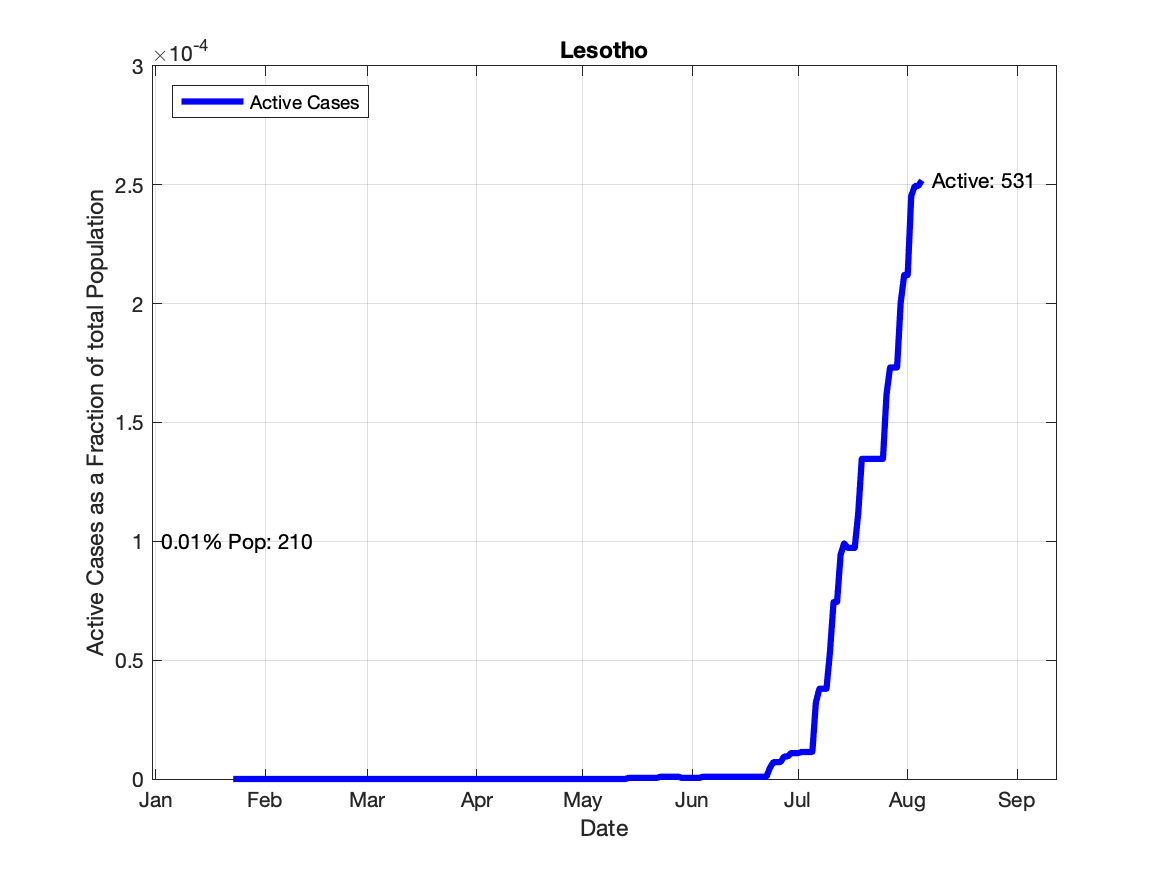 Lesotho
×10-4
3
2.5
2
1.5
1
0.5
0
Active Cases as a Fraction of total Population
Active Cases
Active: 531
0.01% Pop: 210
Jan Feb Mar Apr May Jun Jul Aug Sep
Date